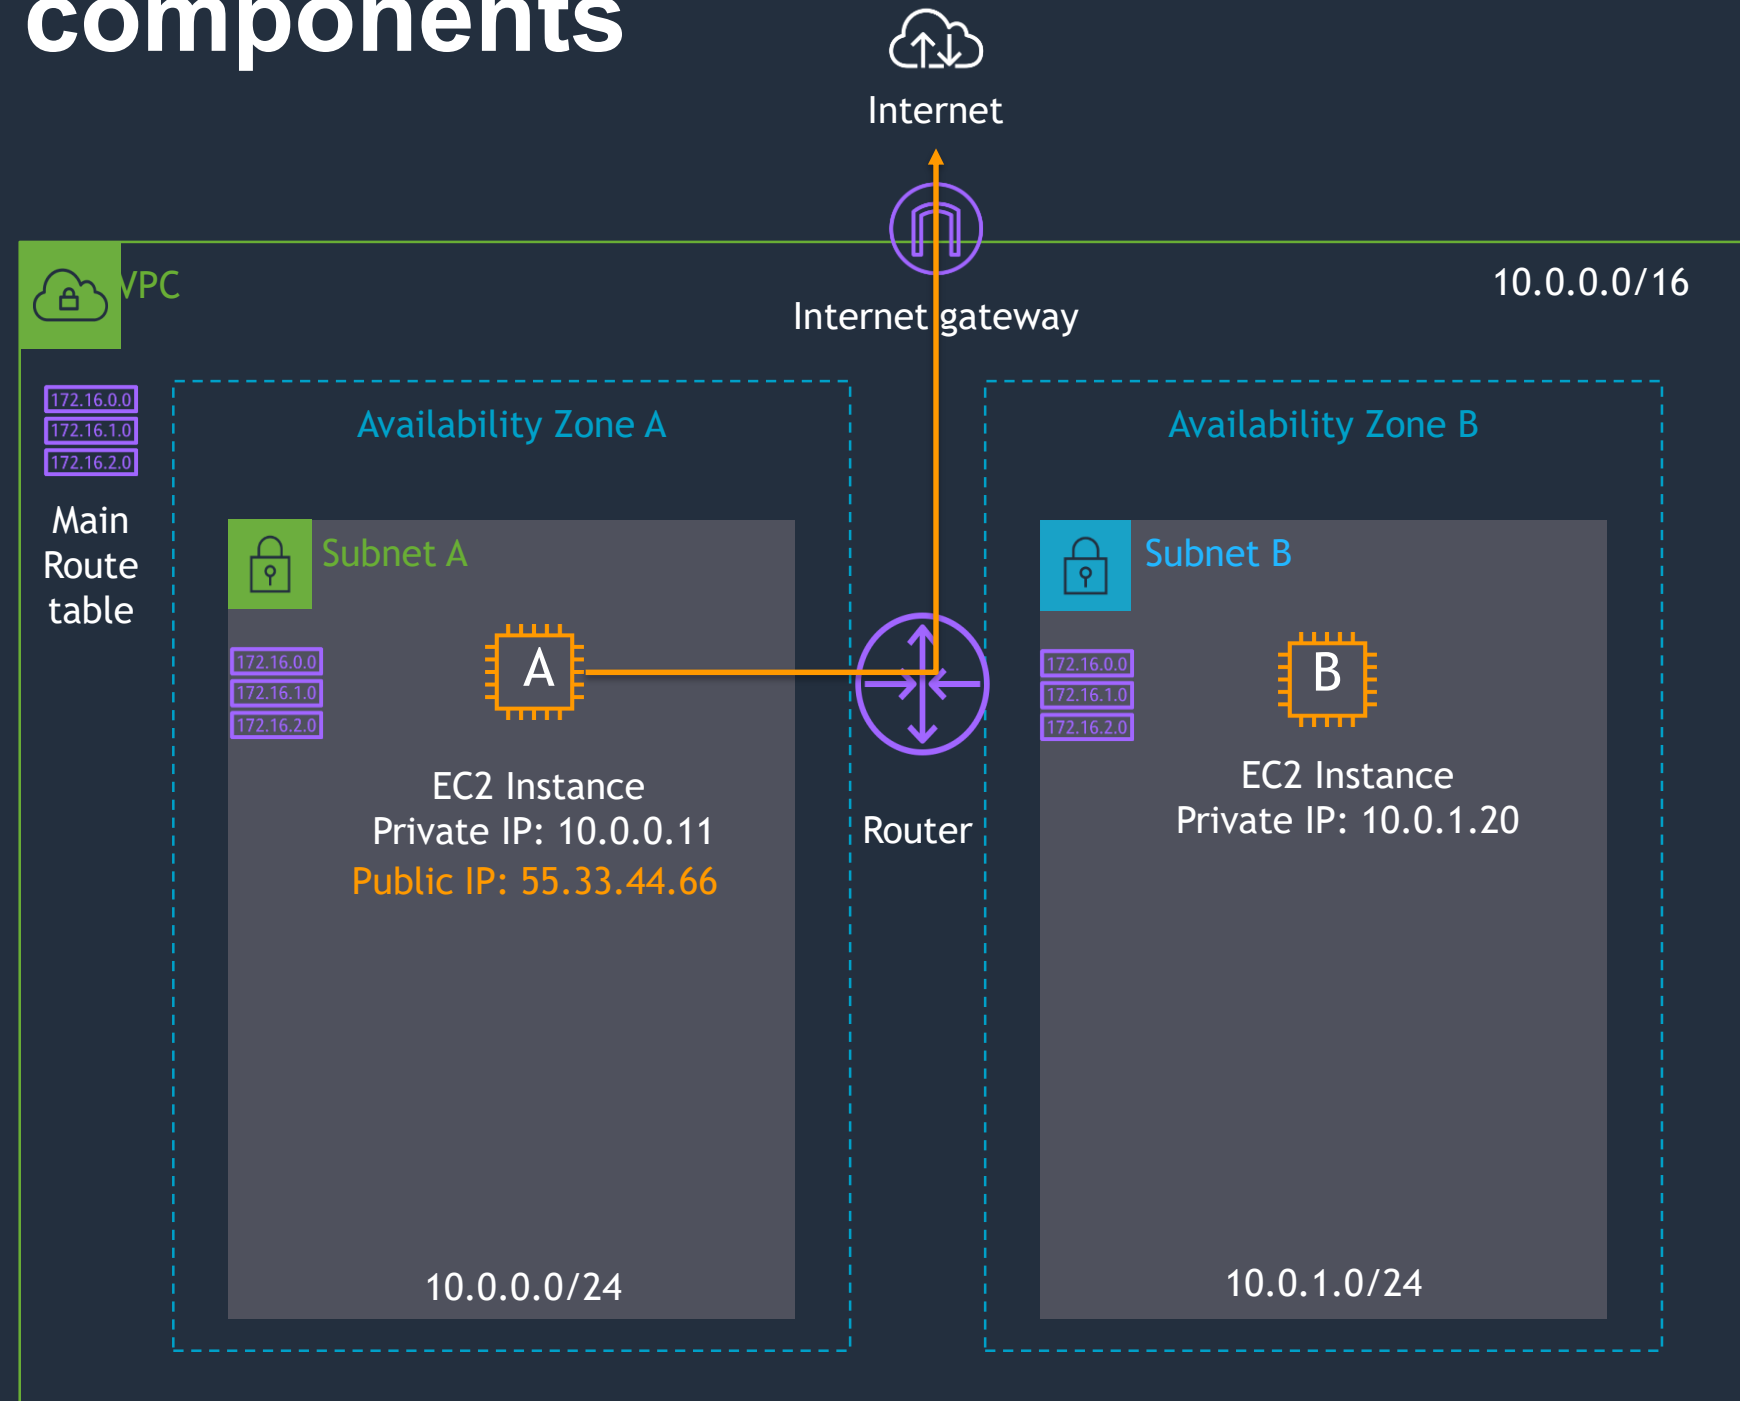 components
Internet
VPC
10.0.0.0/16
Internet gateway
172.16.0.0
172.16.1.0
172.16.2.0
Main
Route
table
Availability Zone A
Subnet A
172.16.0.0
172.16.1.0
172.16.2.0
A
EC2 Instance
Private IP: 10.0.0.11
Public IP: 55.33.44.66
10.0.0.0/24
Router
Availability Zone B
Subnet B
172.16.0.0
172.16.1.0
172.16.2.0
B
EC2 Instance
Private IP: 10.0.1.20
10.0.1.0/24